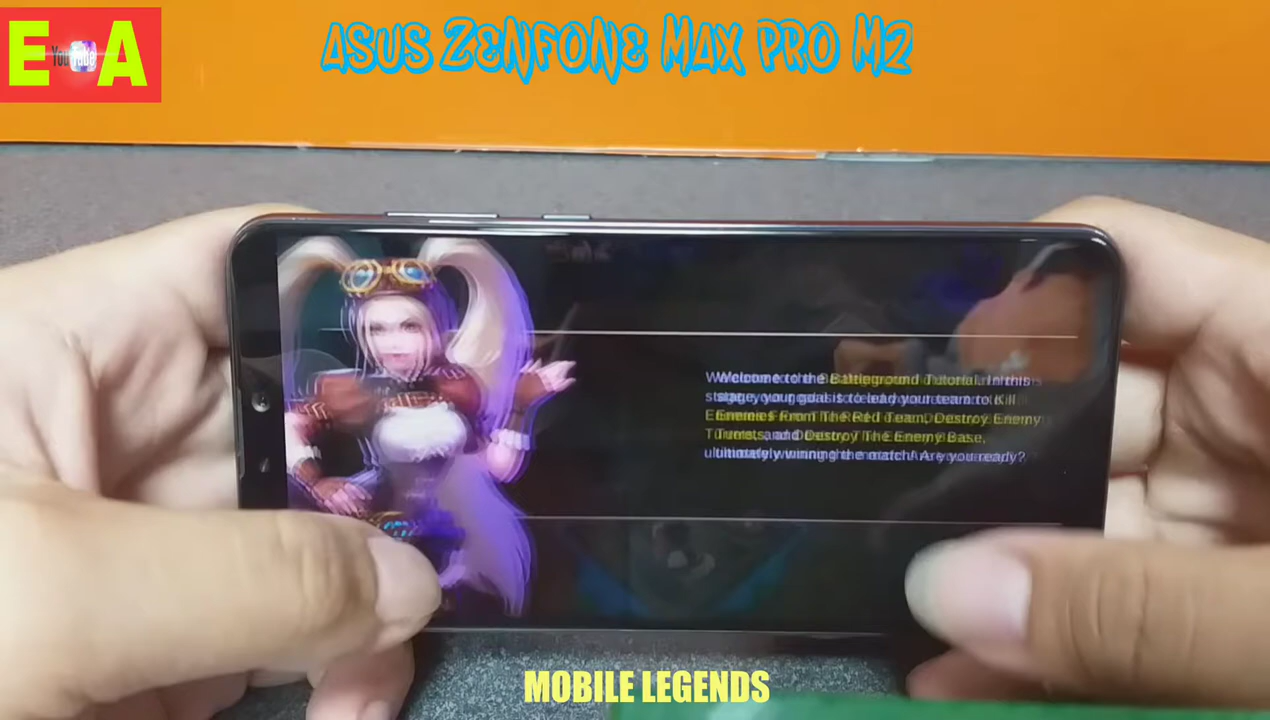 E A
YouTube
ASUS ZENFONE MAX PRO M2
Welcome to the Battleground Tutorial. In this
stage, your goal is to lead your team to Kill
Enemies From The Red Team, Destroy Enemy
Turrets, and Destroy The Enemy Base,
ultimately winning the match! Are you ready?
MOBILE LEGENDS